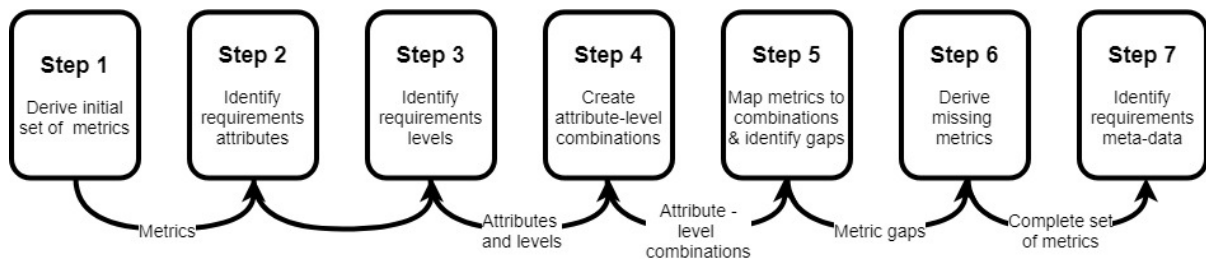 Step 1
Derive initial
set of metrics
Step 2
Identify
requirements
attributes
Step 3
Identify
requirements
levels
Step 4
Create
attribute-level
combinations
Step 5
Map metrics to
combinations
& identify gaps
Step 6
Derive
missing
metrics
Step 7
Identify
requirements
meta-data
Metrics
Attributes
and levels
Attribute -
level
combinations
Metric gaps
Complete set
of metrics